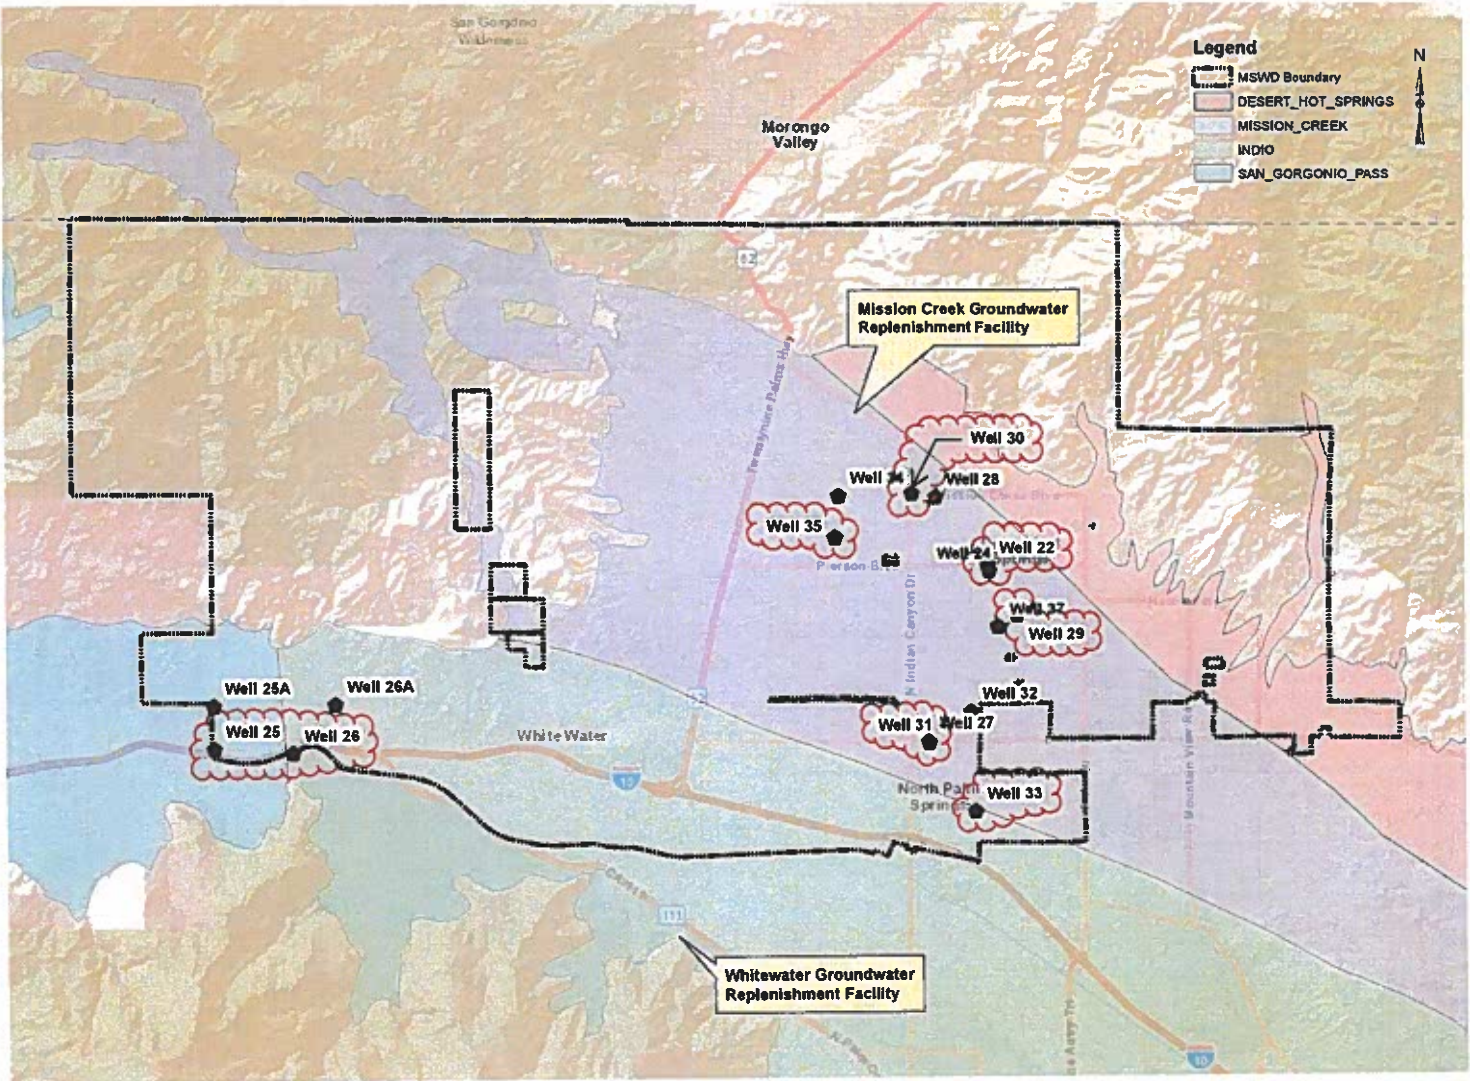 San Gorgonio
Wilderness
Legend
N
MSWD Boundary
DESERT_HOT_SPRINGS
MISSION_CREEK
INDIO
SAN_GORGONIO_PASS
Morongo
Valley
62
Mission Creek Groundwater
Replenishment Facility
Twentynine Palms Hwy
Well 30
Well 34
Well 28
Well 35
Well 24
Well 22
Springs
Pierson
Well 37
Well 29
N Indian Canyon Dr
Well 25A
Well 26A
Well 32
Well 25
Well 26
White Water
Well 31
Well 27
10
North Palm
Springs
Well 33
Mountain View
111
Whitewater Groundwater
Replenishment Facility
10